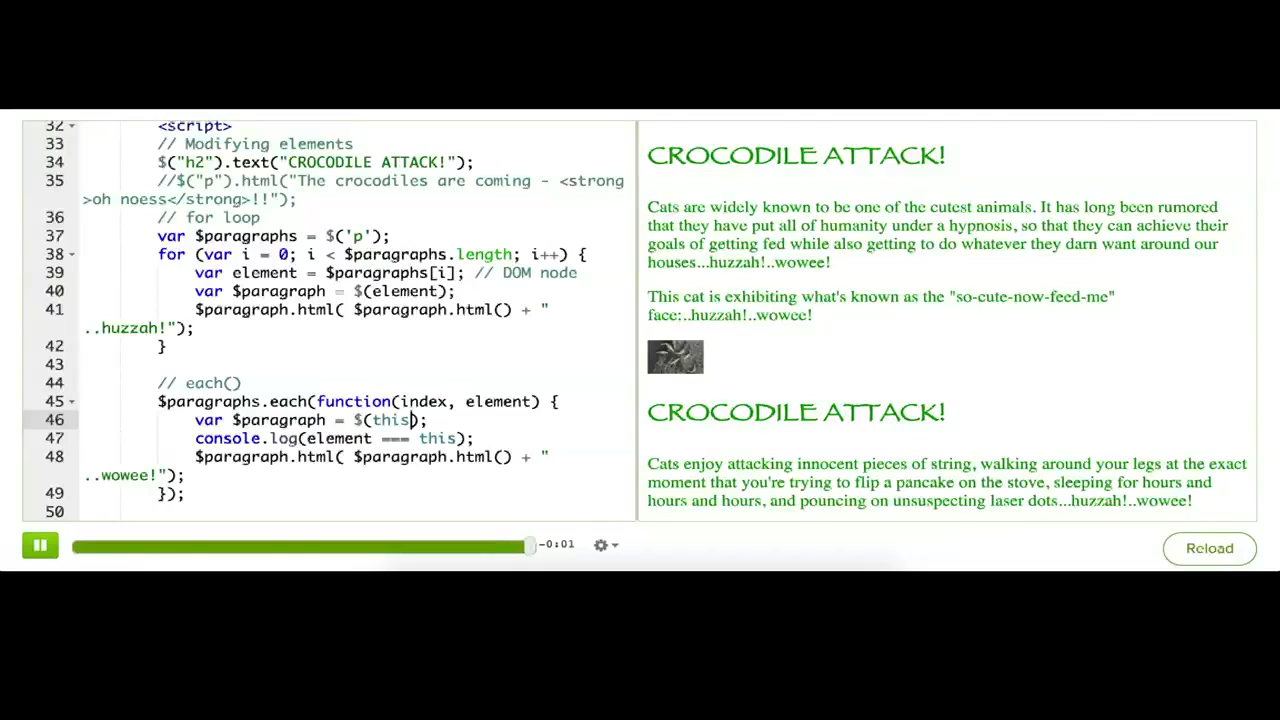 32 <script>
33 // Modifying elements
34 $("h2").text("CROCODILE ATTACK!");
35 //$("p").html("The crocodiles are coming - <strong
>oh noess</strong>!!");
36 // for loop
37 var $paragraphs = $('p');
38 for (var i = 0; i < $paragraphs.length; i++) {
39 var element = $paragraphs[i]; // DOM node
40 var $paragraph = $(element);
41 $paragraph.html( $paragraph.html() + "
..huzzah!");
42 }
43
44 // each()
45 $paragraphs.each(function(index, element) {
46 var $paragraph = $(this);
47 console.log(element === this);
48 $paragraph.html( $paragraph.html() + "
..wowee!");
49 });
50
CROCODILE ATTACK!
Cats are widely known to be one of the cutest animals. It has long been rumored
that they have put all of humanity under a hypnosis, so that they can achieve their
goals of getting fed while also getting to do whatever they darn want around our
houses...huzzah!..wowee!
This cat is exhibiting what's known as the "so-cute-now-feed-me"
face:..huzzah!..wowee!
CROCODILE ATTACK!
Cats enjoy attacking innocent pieces of string, walking around your legs at the exact
moment that you're trying to flip a pancake on the stove, sleeping for hours and
hours and hours, and pouncing on unsuspecting laser dots...huzzah!..wowee!
-0:01
Reload